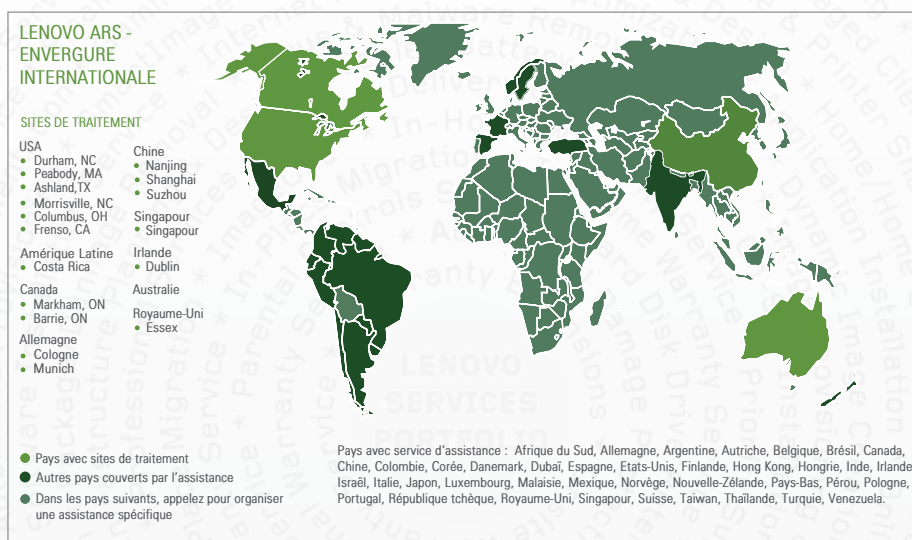 LENOVO ARS -
ENVERGURE
INTERNATIONALE
SITES DE TRAITEMENT
USA
• Durham, NC
• Peabody, MA
• Ashland,TX
• Morrisville, NC
• Columbus, OH
• Frenso, CA
Amérique Latine
• Costa Rica
Canada
• Markham, ON
• Barrie, ON
Allemagne
• Cologne
• Munich
Chine
• Nanjing
• Shanghai
• Suzhou
Singapour
• Singapour
Irlande
• Dublin
Australie
Royaume-Uni
• Essex
LENOVO
SERVICES
PORTFOLIO
Pays avec sites de traitement
Autres pays couverts par l'assistance
Dans les pays suivants, appelez pour organiser
une assistance spécifique
Pays avec service d'assistance : Afrique du Sud, Allemagne, Argentine, Autriche, Belgique, Brésil, Canada,
Chine, Colombie, Corée, Danemark, Dubaï, Espagne, Etats-Unis, Finlande, Hong Kong, Hongrie, Inde, Irlande
Israël, Italie, Japon, Luxembourg, Malaisie, Mexique, Norvège, Nouvelle-Zélande, Pays-Bas, Pérou, Pologne,
Portugal, République tchèque, Royaume-Uni, Singapour, Suisse, Taiwan, Thaïlande, Turquie, Venezuela.